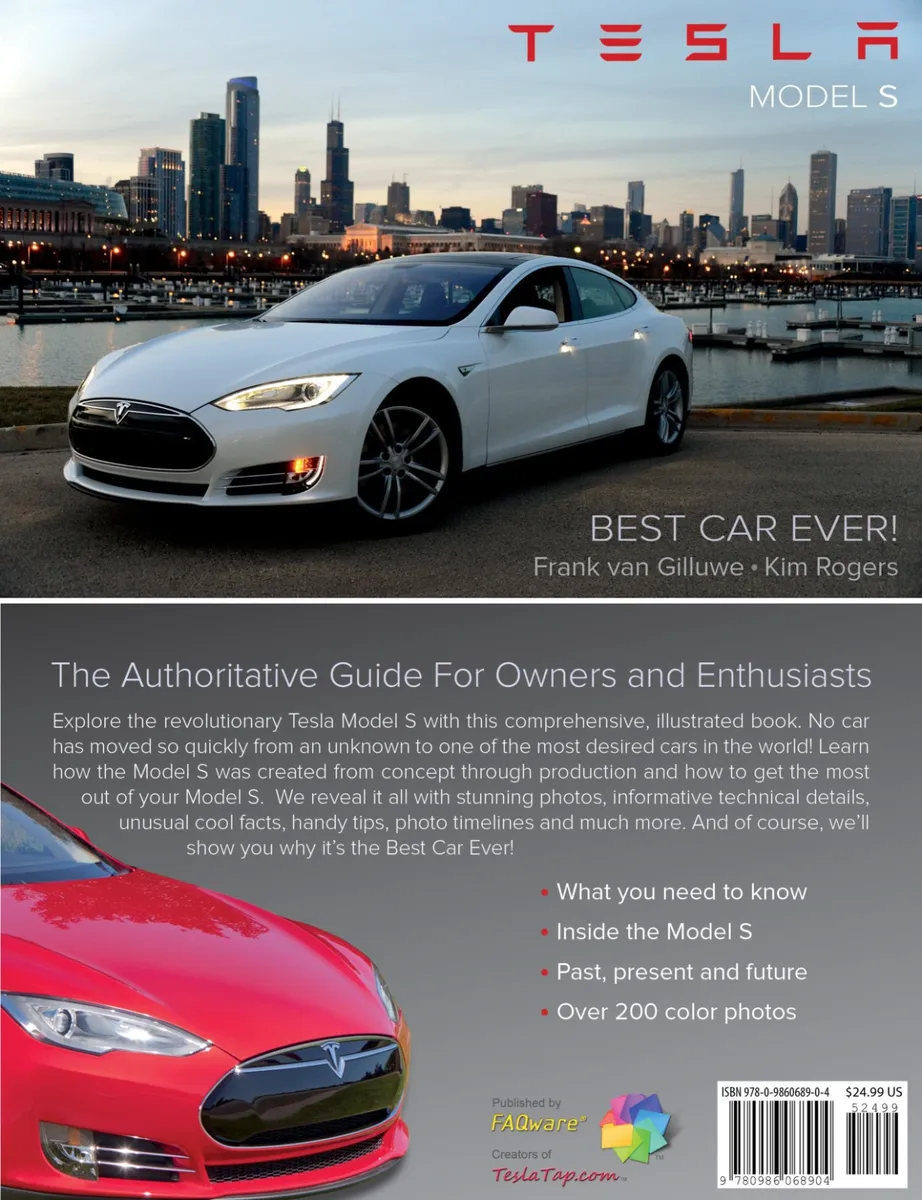 TESLA
MODEL S
BEST CAR EVER!
Frank van Gilluwe • Kim Rogers
The Authoritative Guide For Owners and Enthusiasts
Explore the revolutionary Tesla Model S with this comprehensive, illustrated book. No car
has moved so quickly from an unknown to one of the most desired cars in the world! Learn
how the Model S was created from concept through production and how to get the most
out of your Model S. We reveal it all with stunning photos, informative technical details,
unusual cool facts, handy tips, photo timelines and much more. And of course, we'll
show you why it's the Best Car Ever!
• What you need to know
• Inside the Model S
• Past, present and future
• Over 200 color photos
Published by
FAQware®
Creators of
TeslaTap.com™
TM
ISBN 978-0-9860689-0-4 $24.99 US
52499
9 780986 068904